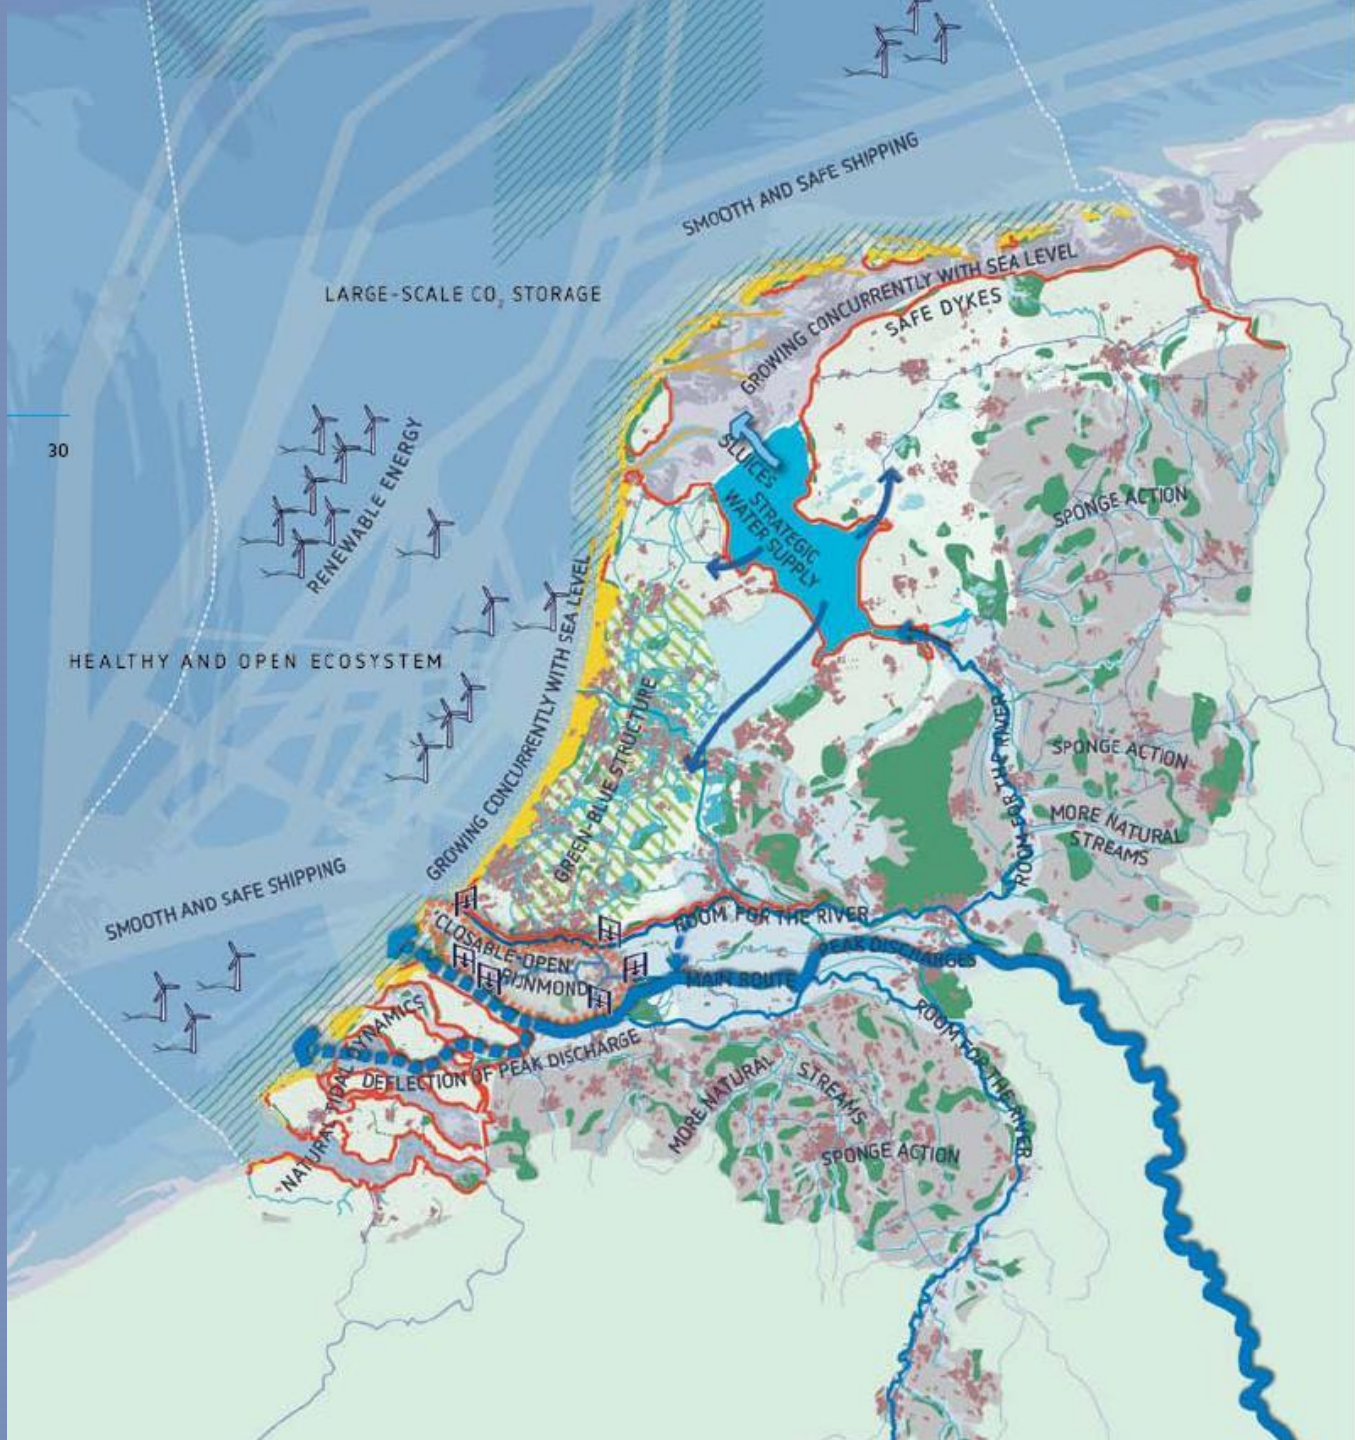 SMOOTH AND SAFE SHIPPING
LARGE-SCALE CO₂ STORAGE
GROWING CONCURRENTLY WITH SEA LEVEL
SAFE DYKES
30
RENEWABLE ENERGY
SLUICES
STRATEGIC
WATER SUPPLY
SPONGE ACTION
HEALTHY AND OPEN ECOSYSTEM
GROWING CONCURRENTLY WITH SEA LEVEL
GREEN-BLUE STRUCTURE
ROOM FOR THE RIVER
SPONGE ACTION
MORE NATURAL
STREAMS
SMOOTH AND SAFE SHIPPING
ROOM FOR THE RIVER
CLOSABLE-OPEN
RIJNMOND
PEAK DISCHARGES
MAIN ROUTE
ROOM FOR THE RIVER
NATURAL TIDAL DYNAMICS
DEFLECTION OF PEAK DISCHARGE
MORE NATURAL
STREAMS
SPONGE ACTION